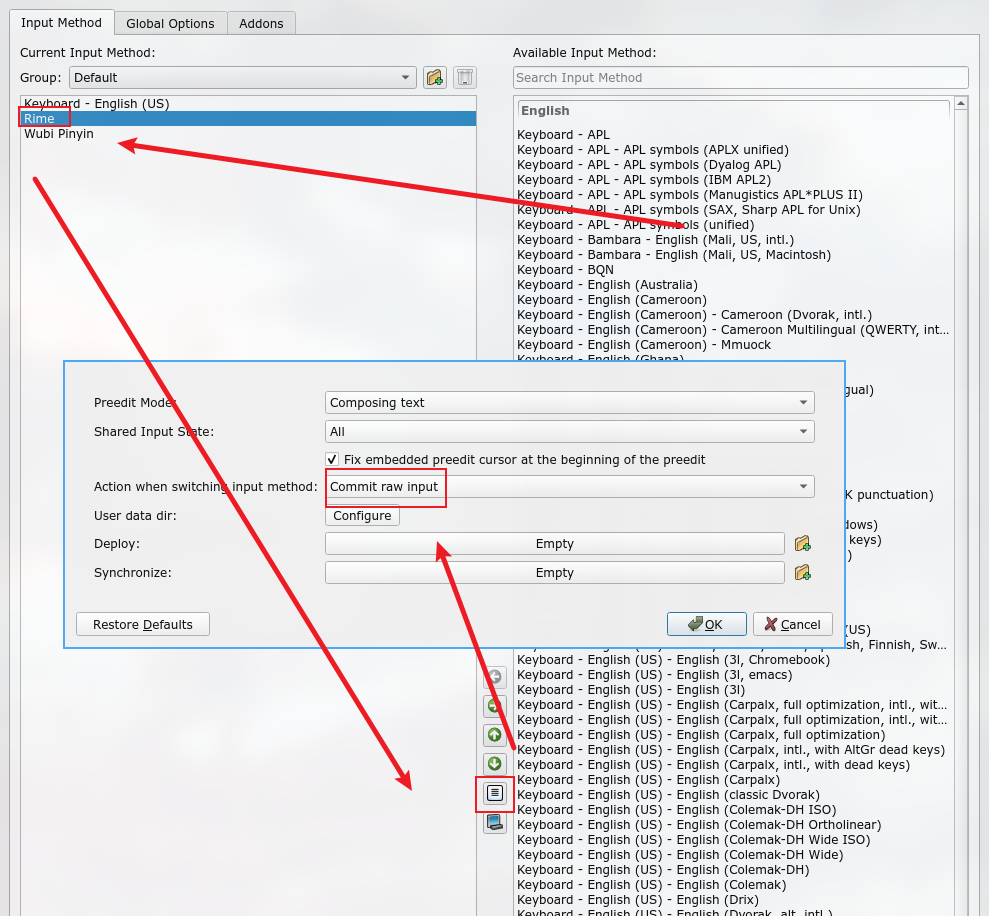 Input Method
Global Options
Addons
Current Input Method:
Group:
Default
Keyboard - English (US)
Rime
Wubi Pinyin
Available Input Method:
Search Input Method
English
Keyboard - APL
Keyboard - APL - APL symbols (APLX unified)
Keyboard - APL - APL symbols (Dyalog APL)
Keyboard - APL - APL symbols (IBM APL2)
Keyboard - APL - APL symbols (Manugistics APL*PLUS II)
Keyboard - APL - APL symbols (SAX, Sharp APL for Unix)
Keyboard - APL - APL symbols (unified)
Keyboard - Bambara - English (Mali, US, intl.)
Keyboard - Bambara - English (Mali, US, Macintosh)
Keyboard - BQN
Keyboard - English (Australia)
Keyboard - English (Cameroon)
Keyboard - English (Cameroon) - Cameroon (Dvorak, intl.)
Keyboard - English (Cameroon) - Cameroon Multilingual (QWERTY, int...
Keyboard - English (Cameroon) - Mmuock
Keyboard - English (Ghana)
gual)
K punctuation)
dows)
keys)
)
Preedit Mode:
Composing text
Shared Input State:
All
Fix embedded preedit cursor at the beginning of the preedit
Action when switching input method:
Commit raw input
User data dir:
Configure
Deploy:
Empty
Synchronize:
Empty
Restore Defaults
OK
Cancel
(US)
sh, Finnish, Sw...
Keyboard - English (US) - English (3l, Chromebook)
Keyboard - English (US) - English (3l, emacs)
Keyboard - English (US) - English (3l)
Keyboard - English (US) - English (Carpalx, full optimization, intl., wit...
Keyboard - English (US) - English (Carpalx, full optimization, intl., wit...
Keyboard - English (US) - English (Carpalx, full optimization)
Keyboard - English (US) - English (Carpalx, intl., with AltGr dead keys)
Keyboard - English (US) - English (Carpalx, intl., with dead keys)
Keyboard - English (US) - English (Carpalx)
Keyboard - English (US) - English (classic Dvorak)
Keyboard - English (US) - English (Colemak-DH ISO)
Keyboard - English (US) - English (Colemak-DH Ortholinear)
Keyboard - English (US) - English (Colemak-DH Wide ISO)
Keyboard - English (US) - English (Colemak-DH Wide)
Keyboard - English (US) - English (Colemak-DH)
Keyboard - English (US) - English (Colemak)
Keyboard - English (US) - English (Drix)
Keyboard - English (US) - English (Dvorak, alt. intl.)